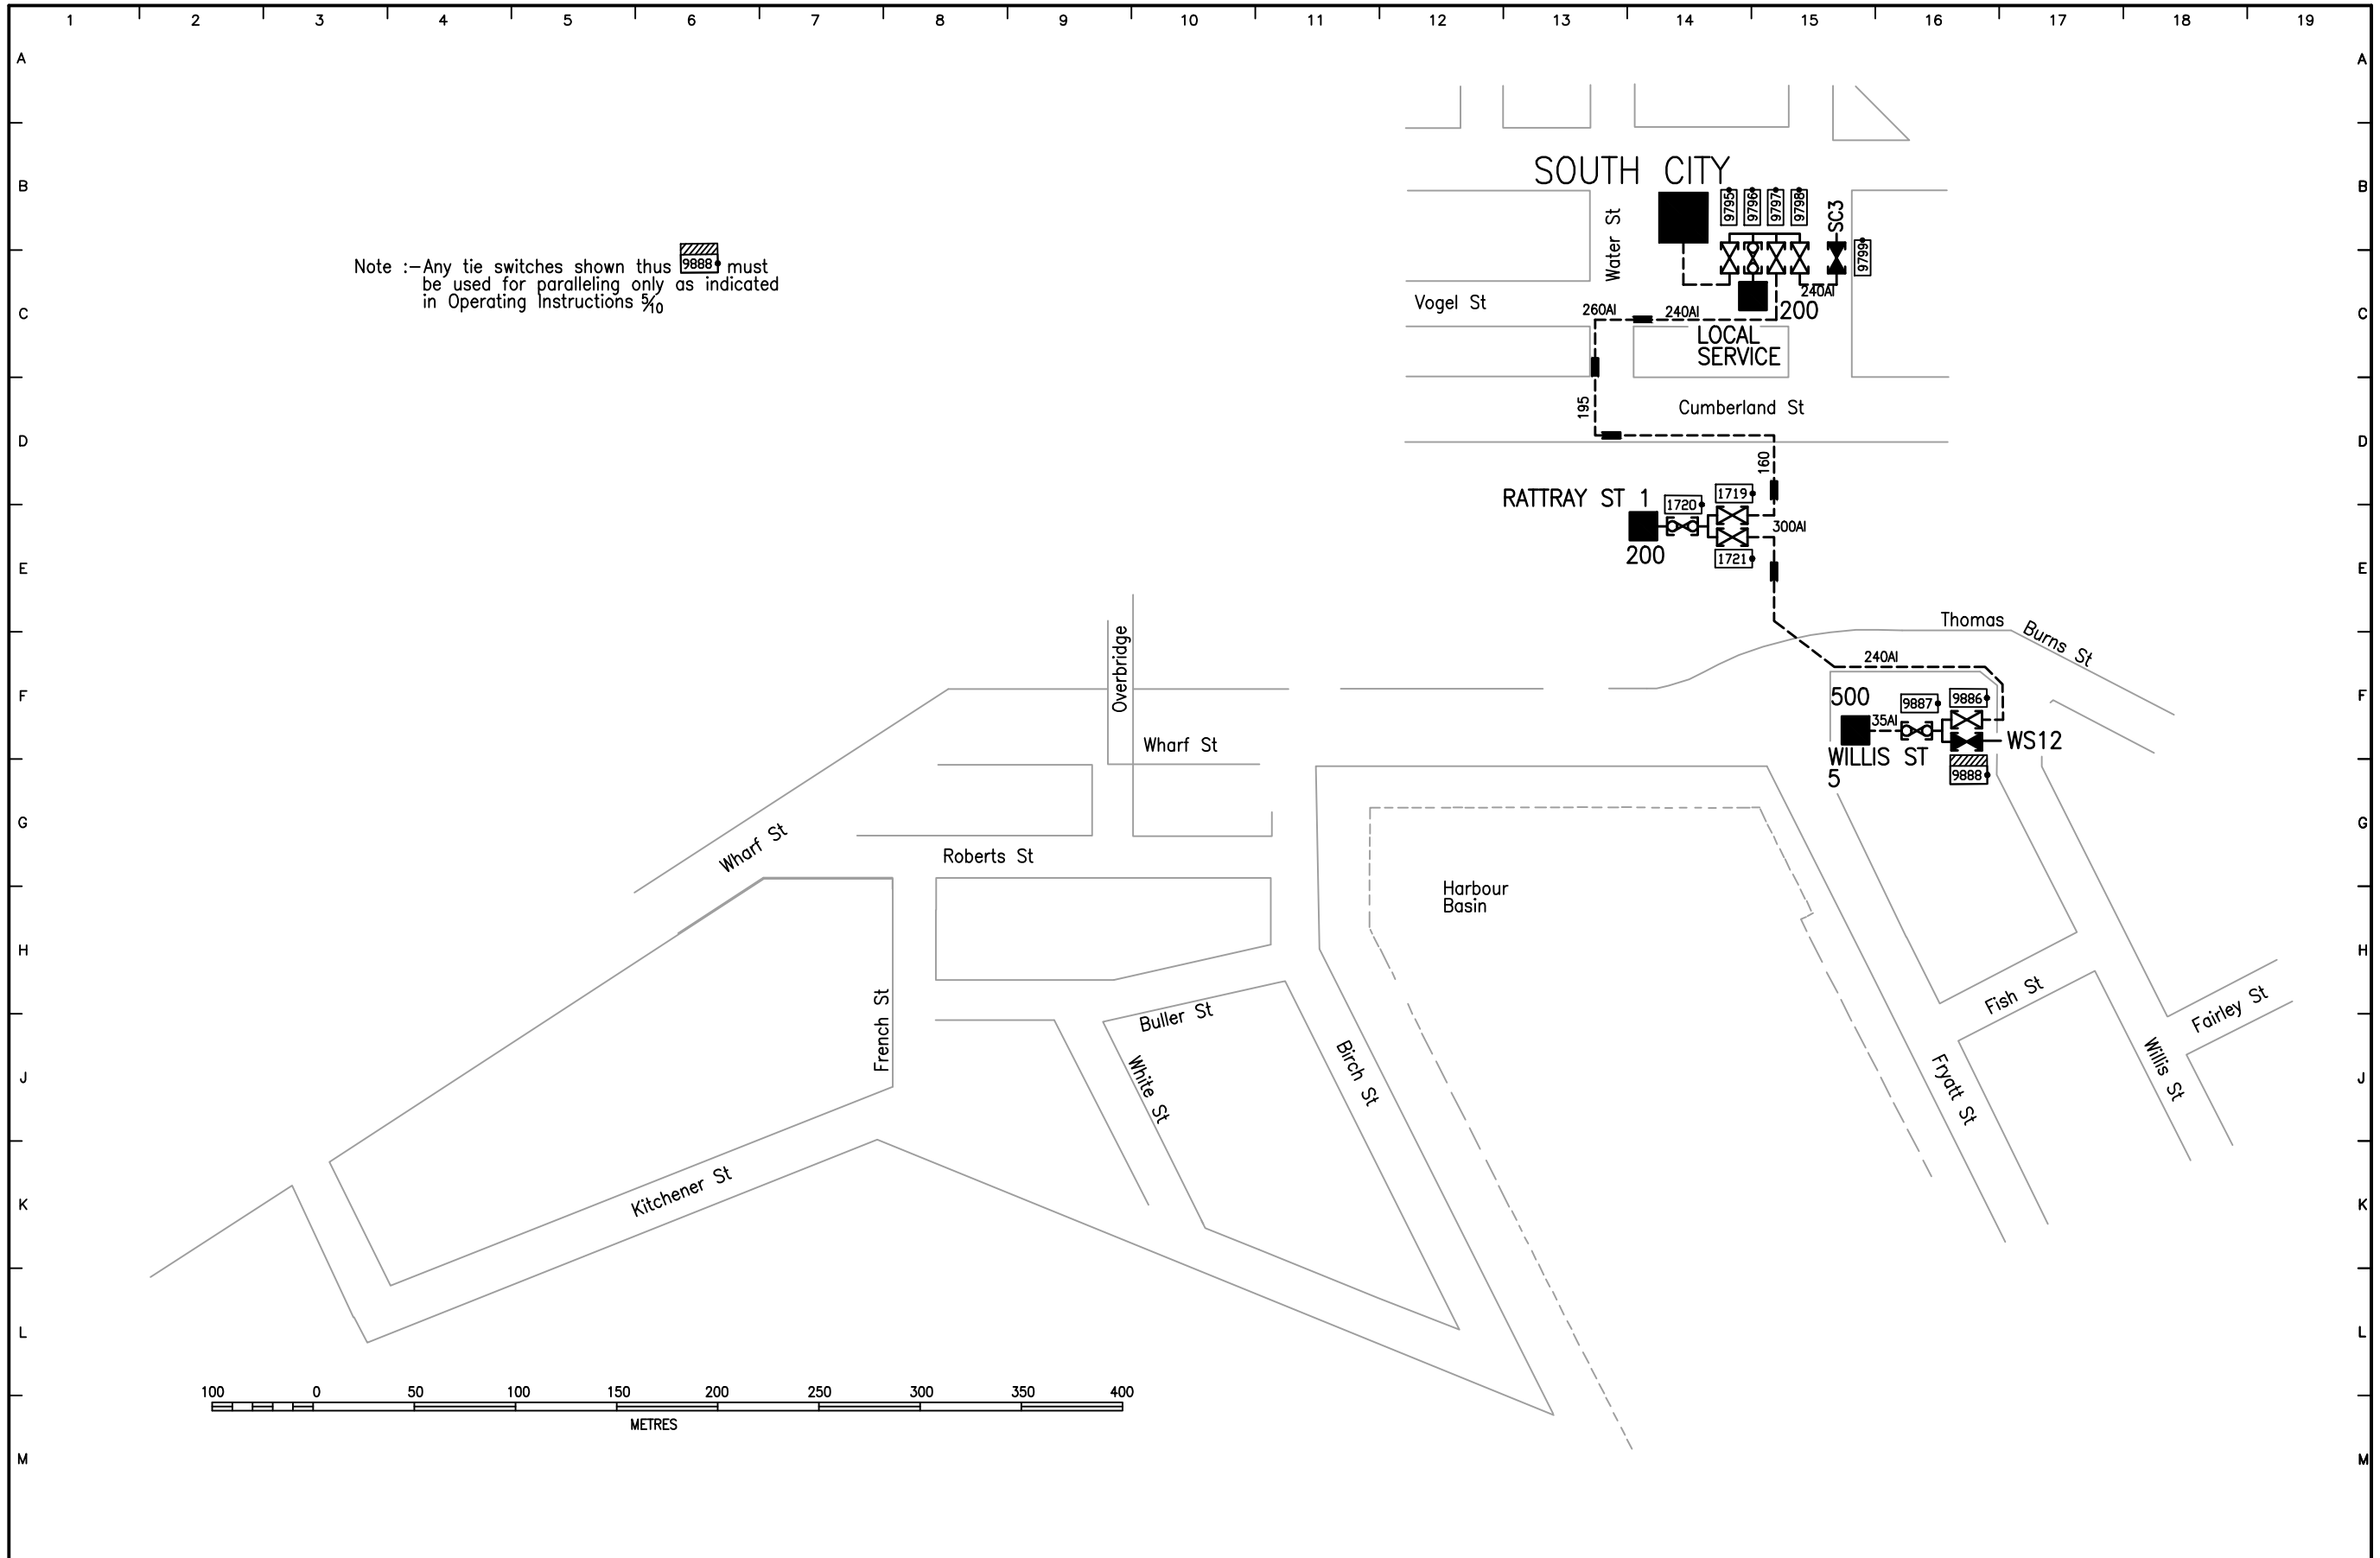 1 2 3 4 5 6 7 8 9 10 11 12 13 14 15 16 17 18 19
A A
SOUTH CITY
B B
9795 9796 9797 9798
SC3
9799
Water St
Note :-Any tie switches shown thus 9888 must
be used for paralleling only as indicated
in Operating Instructions 5/10
240Al
Vogel St
200
260Al 240Al
C C
LOCAL
SERVICE
195
Cumberland St
D D
160
RATTRAY ST 1
1719
1720
300Al
200
1721
E E
Thomas Burns St
Overbridge
240Al
F F
500
9887 9886
35Al
WS12
Wharf St
WILLIS ST
5
9888
G G
Wharf St
Roberts St
Harbour
Basin
H H
French St
Buller St
Fish St
Fairley St
White St
Birch St
Fryatt St
Willis St
J J
Kitchener St
K K
L L
100 0 50 100 150 200 250 300 350 400
METRES
M M